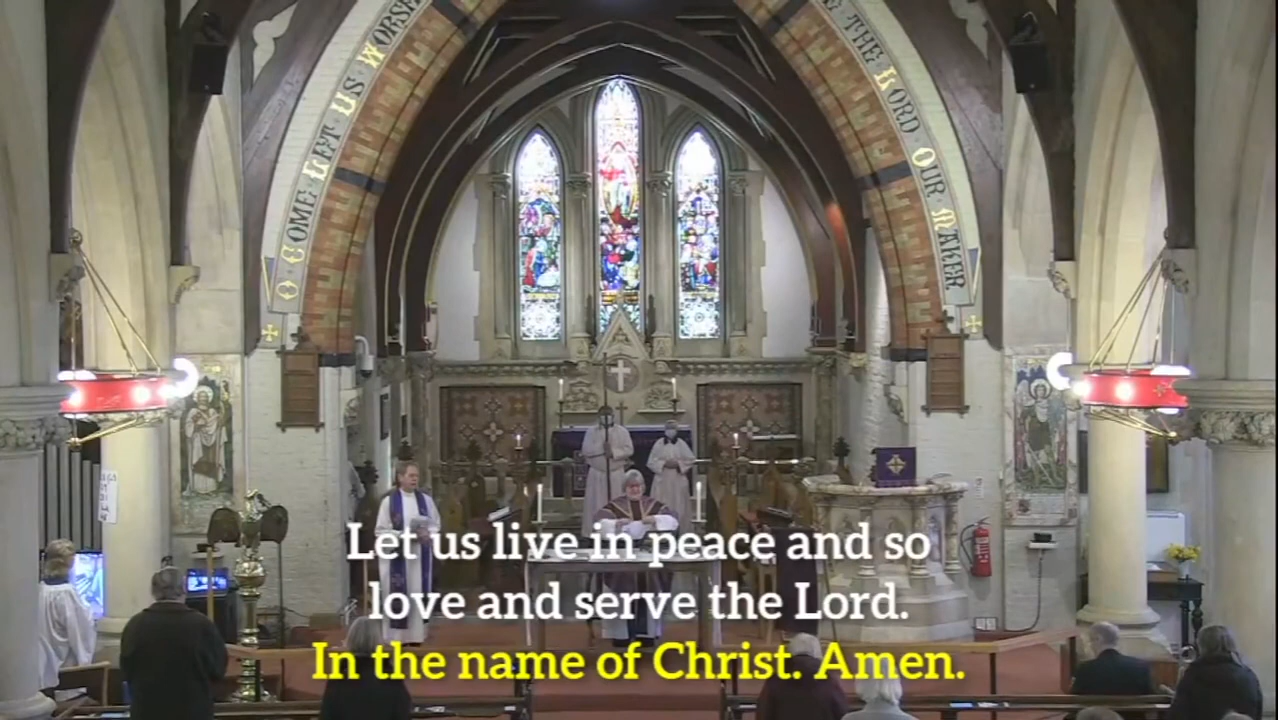 O · COME · LET · US · WORSH
E THE · LORD · OUR · MAKER
Let us live in peace and so
love and serve the Lord.
In the name of Christ. Amen.